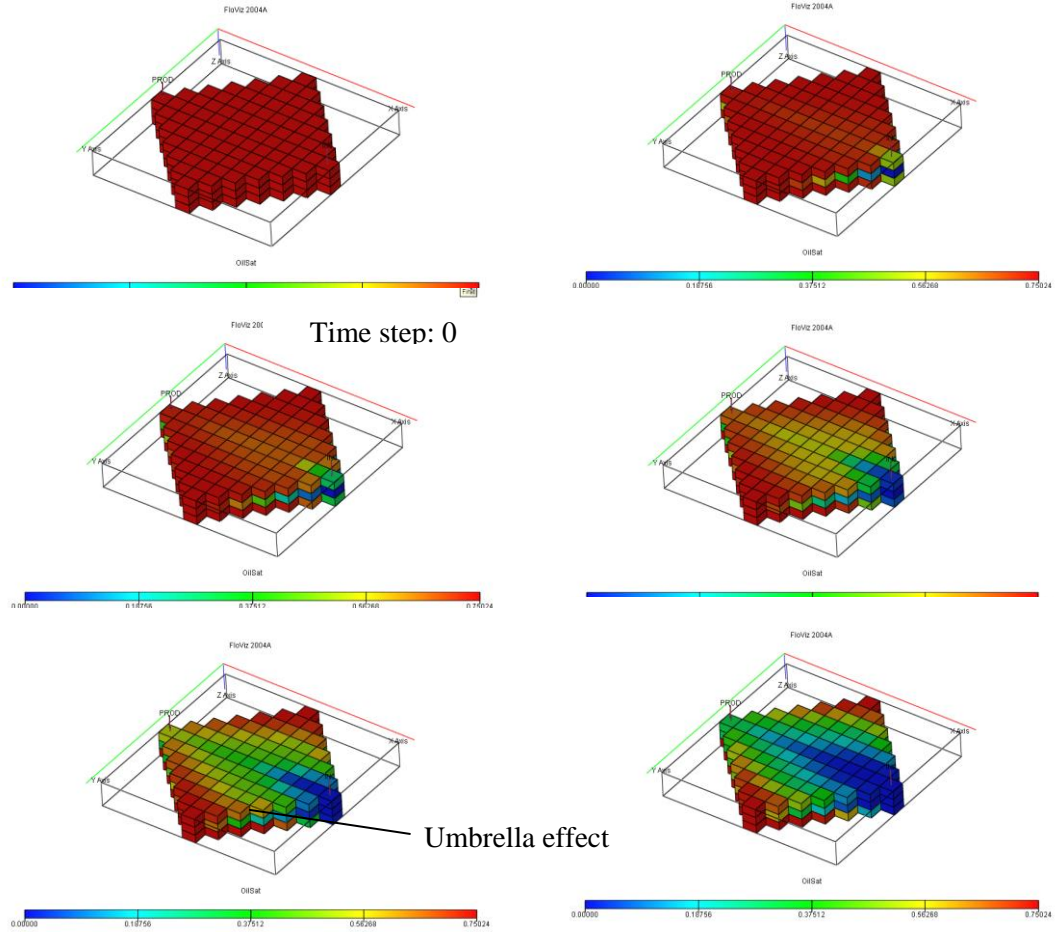 FloViz 2004A
PROD
Z Axis
X Axis
Y Axis
OilSat
FloViz 2004A
PROD
Z Axis
X Axis
Y Axis
OilSat
0.00000 0.18756 0.37512 0.56268 0.75024
Time step: 0
PROD
Z Axis
X Axis
Y Axis
OilSat
0.00000 0.18756 0.37512 0.56268 0.75024
FloViz 2004A
PROD
Z Axis
X Axis
Y Axis
OilSat
FloViz 2004A
PROD
Z Axis
X Axis
Y Axis
Umbrella effect
OilSat
0.00000 0.18756 0.37512 0.56268 0.75024
FloViz 2004A
PROD
Z Axis
X Axis
Y Axis
OilSat
0.00000 0.18756 0.37512 0.56268 0.75024